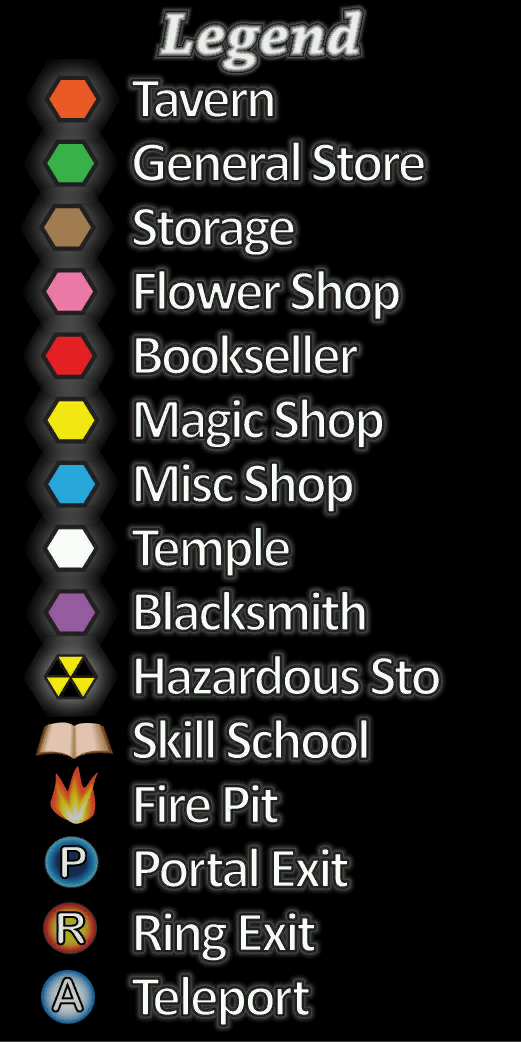 Legend
Tavern
General Store
Storage
Flower Shop
Bookseller
Magic Shop
Misc Shop
Temple
Blacksmith
Hazardous Sto
Skill School
Fire Pit
P Portal Exit
R Ring Exit
A Teleport